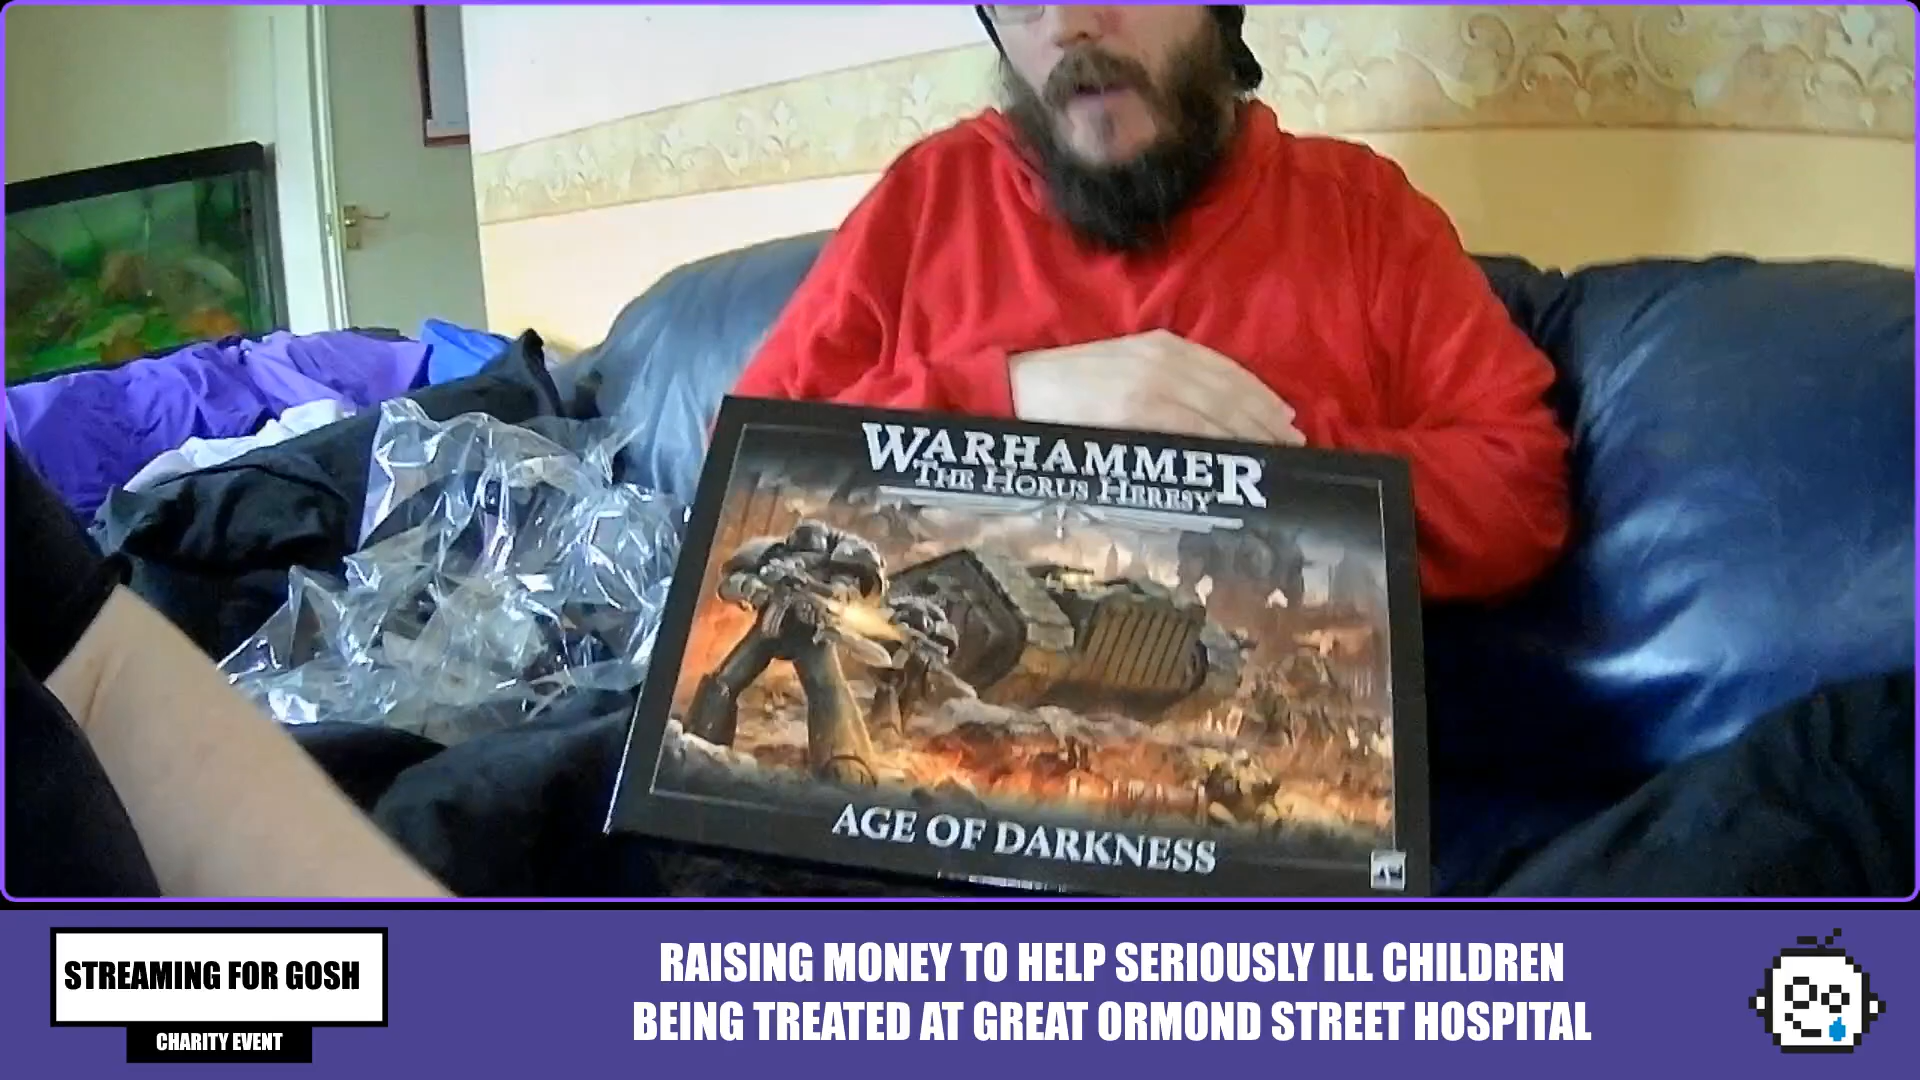 WARHAMMER
THE HORUS HERESY
AGE OF DARKNESS
STREAMING FOR GOSH
CHARITY EVENT
RAISING MONEY TO HELP SERIOUSLY ILL CHILDREN
BEING TREATED AT GREAT ORMOND STREET HOSPITAL